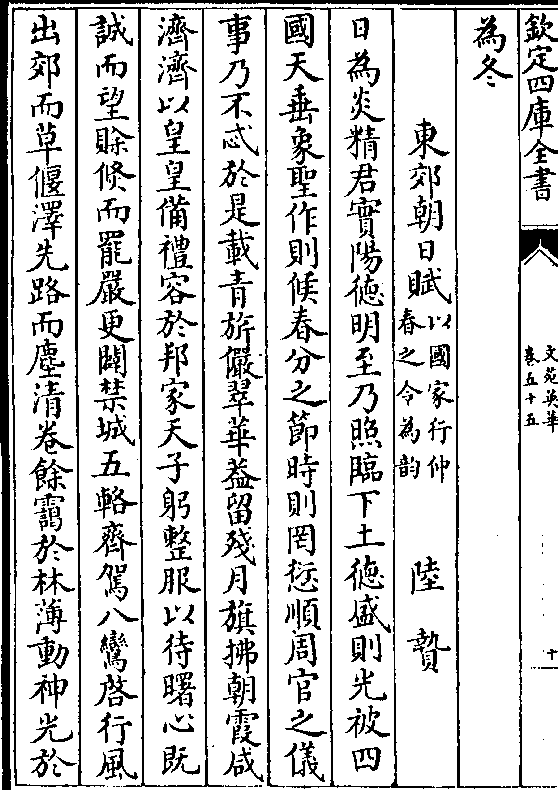 欽定四庫全書
文苑英華
卷五十五
十
為冬
東郊朝日賦以國家行仲春之令為韵 陸贄
日為炎精君實陽德明至乃照臨下土德盛則光被四
國天垂象聖作則候春分之節時則罔愆順周官之儀
事乃不忒於是載青旂儼翠華葢留殘月旗拂朝霞咸
濟濟以皇皇備禮容於邦家天子躬整服以待曙心既
誠而望賒倐而罷嚴更闢禁城五輅齊駕八鸞啓行風
出郊而草偃澤先路而塵清卷餘靄於林薄動神光於